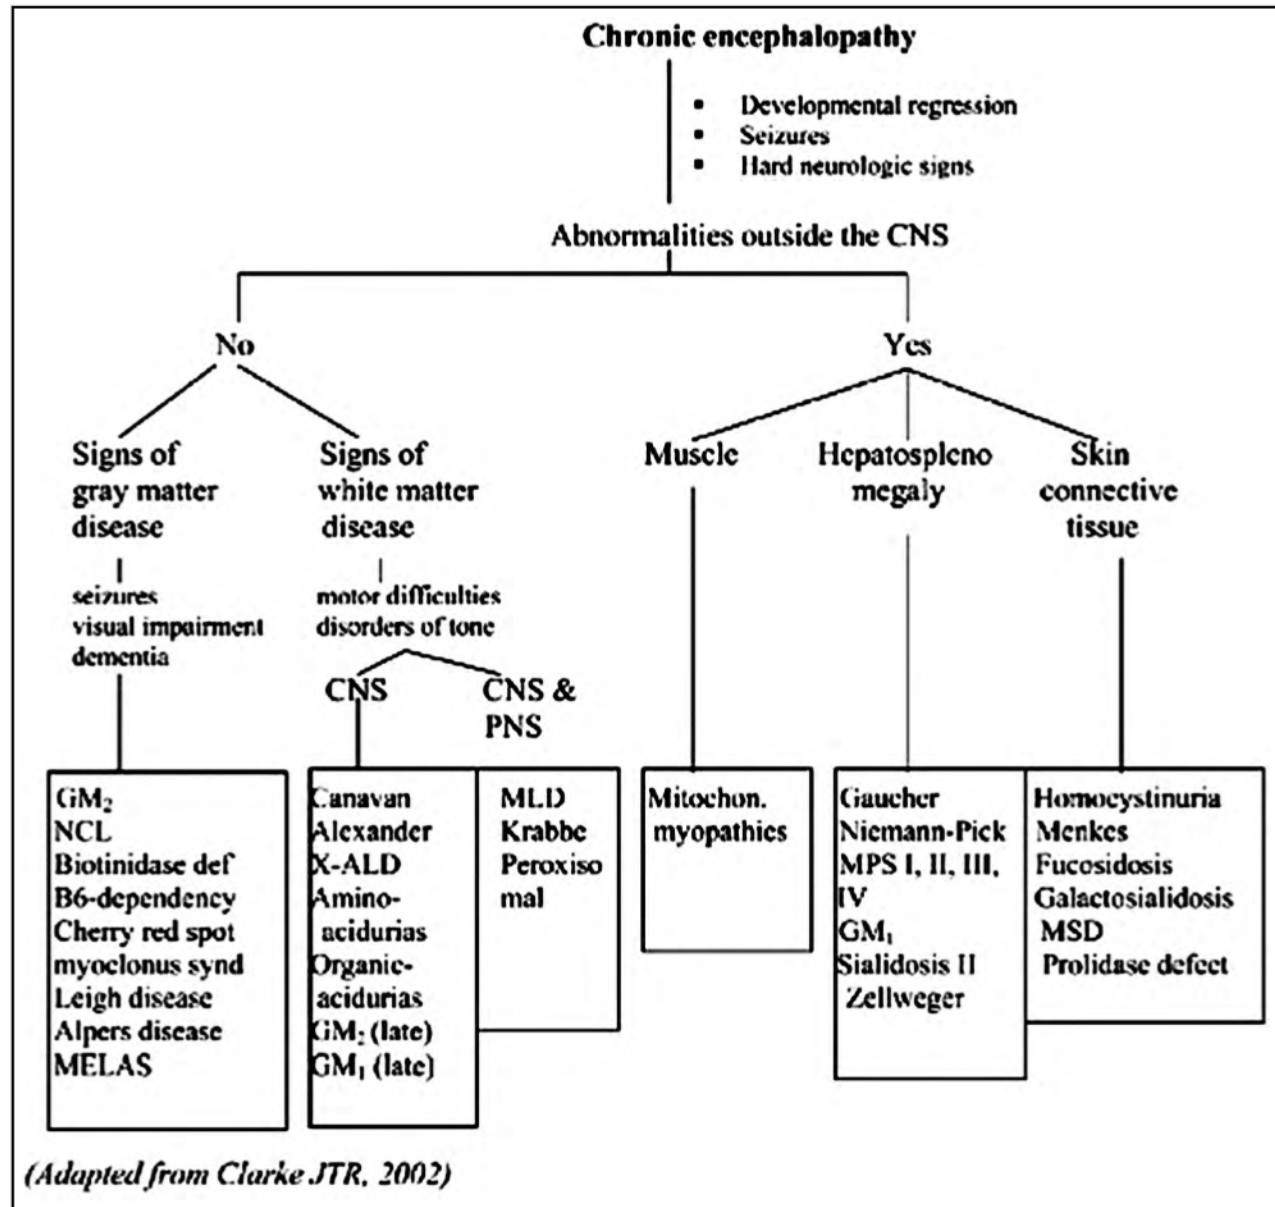 Chronic encephalopathy
▪ Developmental regression
▪ Seizures
▪ Hard neurologic signs
Abnormalities outside the CNS
No
Yes
Signs of
gray matter
disease
Signs of
white matter
disease
Muscle
Hepatospleno
megaly
Skin
connective
tissue
seizures
visual impairment
dementia
motor difficulties
disorders of tone
CNS
CNS &
PNS
GM₂
NCL
Biotinidase def
B6-dependency
Cherry red spot
myoclonus synd
Leigh disease
Alpers disease
MELAS
Canavan
Alexander
X-ALD
Amino-
acidurias
Organic-
acidurias
GM₂ (late)
GM₁ (late)
MLD
Krabbe
Peroxiso
mal
Mitochon.
myopathies
Gaucher
Niemann-Pick
MPS I, II, III,
IV
GM₁
Sialidosis II
Zellweger
Homocystinuria
Menkes
Fucosidosis
Galactosialidosis
MSD
Prolidase defect
(Adapted from Clarke JTR, 2002)